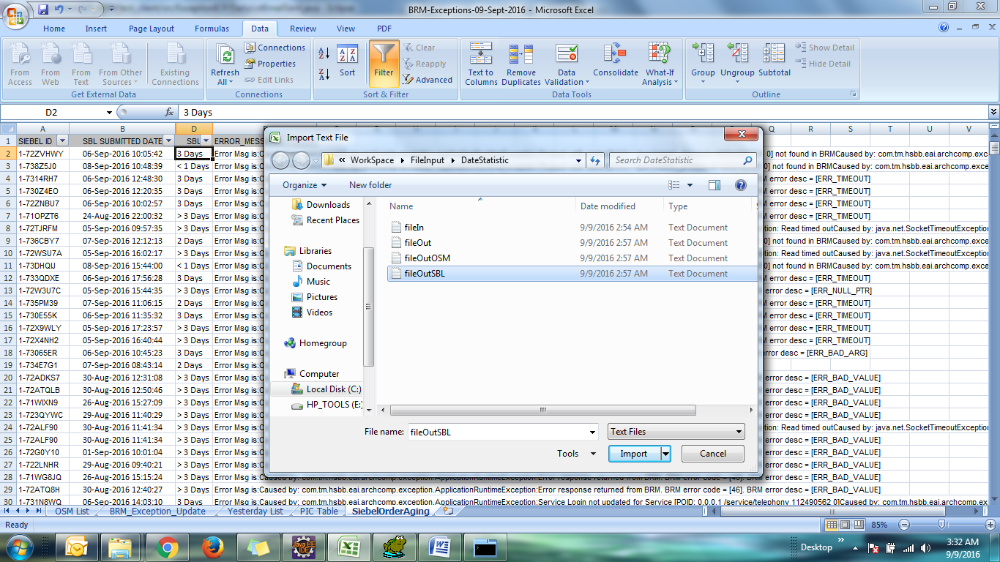 BRM-Exceptions-09-Sept-2016 - Microsoft Excel
Home Insert Page Layout Formulas Data Review View PDF
From Access
From Web
From Text
From Other Sources
Existing Connections
Get External Data
Refresh All
Connections
Properties
Edit Links
Connections
Sort
Filter
Clear
Reapply
Advanced
Sort & Filter
Text to Columns
Remove Duplicates
Data Validation
Consolidate
What-If Analysis
Data Tools
Group
Ungroup
Subtotal
Show Detail
Hide Detail
Outline
D2 fx 3 Days
A B D Q R S T U V
1 SIEBEL ID SBL SUBMITTED DATE SBL ERROR_MESS
2 1-72ZVHWY 06-Sep-2016 10:05:42 3 Days Error Msg is:C 0] not found in BRMCaused by: com.tm.hsbb.eai.archcomp.exce
3 1-738Z5J0 08-Sep-2016 10:48:39 < 1 Days Error Msg is:C 0] not found in BRMCaused by: com.tm.hsbb.eai.archcomp.exce
4 1-7314RH7 06-Sep-2016 12:48:30 3 Days Error Msg is:C M error desc = [ERR_TIMEOUT]
5 1-730Z4EO 06-Sep-2016 12:20:35 3 Days Error Msg is:C M error desc = [ERR_TIMEOUT]
6 1-72ZNBU7 06-Sep-2016 10:02:57 3 Days Error Msg is:C M error desc = [ERR_TIMEOUT]
7 1-71OPZT6 24-Aug-2016 22:00:32 > 3 Days Error Msg is:C M error desc = [ERR_TIMEOUT]
8 1-72TJRFM 05-Sep-2016 09:57:35 > 3 Days Error Msg is:C tion: Read timed outCaused by: java.net.SocketTimeoutException
9 1-736CBY7 07-Sep-2016 12:12:13 2 Days Error Msg is:C 0] not found in BRMCaused by: com.tm.hsbb.eai.archcomp.exce
10 1-72WSU7A 05-Sep-2016 16:02:17 > 3 Days Error Msg is:C tion: Read timed outCaused by: java.net.SocketTimeoutException
11 1-73DHQIJ 08-Sep-2016 15:44:00 < 1 Days Error Msg is:C 0] not found in BRMCaused by: com.tm.hsbb.eai.archcomp.exce
12 1-733QDXE 06-Sep-2016 17:56:28 3 Days Error Msg is:C M error desc = [ERR_TIMEOUT]
13 1-72W3U7C 05-Sep-2016 15:44:35 > 3 Days Error Msg is:C M error desc = [ERR_NULL_PTR]
14 1-735PM39 07-Sep-2016 11:06:15 2 Days Error Msg is:C M error desc = [ERR_TIMEOUT]
15 1-730E55K 06-Sep-2016 11:35:32 3 Days Error Msg is:C M error desc = [ERR_TIMEOUT]
16 1-72X9WLY 05-Sep-2016 17:23:57 > 3 Days Error Msg is:C M error desc = [ERR_TIMEOUT]
17 1-72X4NH2 05-Sep-2016 16:40:44 > 3 Days Error Msg is:C M error desc = [ERR_TIMEOUT]
18 1-73065ER 06-Sep-2016 10:45:23 3 Days Error Msg is:C error desc = [ERR_BAD_ARG]
19 1-734E7G1 07-Sep-2016 08:43:14 2 Days Error Msg is:C
20 1-72ADKS7 30-Aug-2016 12:31:08 > 3 Days Error Msg is:C error desc = [ERR_BAD_VALUE]
21 1-72ATQLB 30-Aug-2016 12:50:46 > 3 Days Error Msg is:C error desc = [ERR_BAD_VALUE]
22 1-71WIXN9 26-Aug-2016 15:27:09 > 3 Days Error Msg is:C error desc = [ERR_BAD_VALUE]
23 1-723QYWC 29-Aug-2016 11:40:29 > 3 Days Error Msg is:C error desc = [ERR_BAD_VALUE]
24 1-72ALF90 30-Aug-2016 11:41:34 > 3 Days Error Msg is:C tion: Read timed outCaused by: java.net.SocketTimeoutException
25 1-72ALF90 30-Aug-2016 11:41:34 > 3 Days Error Msg is:C error desc = [ERR_BAD_VALUE]
26 1-72G0Y10 01-Sep-2016 10:01:04 > 3 Days Error Msg is:C error desc = [ERR_BAD_VALUE]
27 1-722LNHR 29-Aug-2016 09:40:21 > 3 Days Error Msg is:C error desc = [ERR_BAD_VALUE]
28 1-71WG8JQ 26-Aug-2016 15:15:24 > 3 Days Error Msg is:Caused by: com.tm.hsbb.eai.archcomp.exception.ApplicationRuntimeException:Error response returned from BRM. BRM error code = [46]. BRM error desc = [ERR_BAD_VALUE]
29 1-72ATQ8H 30-Aug-2016 12:40:27 > 3 Days Error Msg is:Caused by: com.tm.hsbb.eai.archcomp.exception.ApplicationRuntimeException:Error response returned from BRM. BRM error code = [46]. BRM error desc = [ERR_BAD_VALUE]
30 1-731N8WQ 06-Sep-2016 14:03:10 3 Days Error Msg is:Caused by: com.tm.hsbb.eai.archcomp.exception.ApplicationRuntimeException:Service Login not updated for Service [POID: 0.0.0.1 /service/telephony 112490562 0]Caused by: com.tm.hsbb.eai.archcomp.exce
Import Text File
« WorkSpace FileInput DateStatistic
Search DateStatistic
Organize New folder
Downloads
Recent Places
Libraries
Documents
Music
Pictures
Videos
Homegroup
Computer
Local Disk (C:)
HP_TOOLS (E:)
Name Date modified Type
fileIn 9/9/2016 2:54 AM Text Document
fileOut 9/9/2016 2:57 AM Text Document
fileOutOSM 9/9/2016 2:57 AM Text Document
fileOutSBL 9/9/2016 2:57 AM Text Document
File name: fileOutSBL Text Files
Tools Import Cancel
OSM List BRM_Exception_Update Yesterday List PIC Table SiebelOrderAging
Ready 85%
Java EE IDE
Desktop »
3:32 AM
9/9/2016